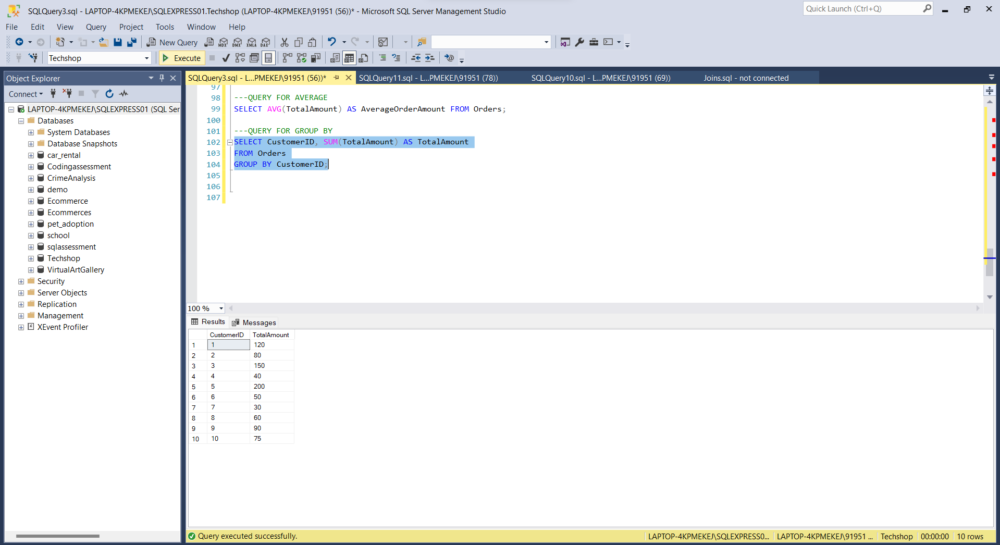 SQLQuery3.sql - LAPTOP-4KPMEKEJ\SQLEXPRESS01.Techshop (LAPTOP-4KPMEKEJ\91951 (56))* - Microsoft SQL Server Management Studio
Quick Launch (Ctrl+Q)
File Edit View Query Project Tools Window Help
New Query MDX DMX XMLA DAX
Techshop Execute
Object Explorer
Connect
LAPTOP-4KPMEKEJ\SQLEXPRESS01 (SQL Ser
Databases
System Databases
Database Snapshots
car_rental
Codingassessment
CrimeAnalysis
demo
Ecommerce
Ecommerces
pet_adoption
school
sqlassessment
Techshop
VirtualArtGallery
Security
Server Objects
Replication
Management
XEvent Profiler
SQLQuery3.sql - L...PMEKEJ\91951 (56))* SQLQuery11.sql - L...PMEKEJ\91951 (78)) SQLQuery10.sql - L...PMEKEJ\91951 (69)) Joins.sql - not connected
97
98 ---QUERY FOR AVERAGE
99 SELECT AVG(TotalAmount) AS AverageOrderAmount FROM Orders;
100
101 ---QUERY FOR GROUP BY
102 SELECT CustomerID, SUM(TotalAmount) AS TotalAmount
103 FROM Orders
104 GROUP BY CustomerID;
105
106
107
100 %
Results Messages
CustomerID TotalAmount
1 1 120
2 2 80
3 3 150
4 4 40
5 5 200
6 6 50
7 7 30
8 8 60
9 9 90
10 10 75
Query executed successfully. LAPTOP-4KPMEKEJ\SQLEXPRESS0... LAPTOP-4KPMEKEJ\91951 ... Techshop 00:00:00 10 rows